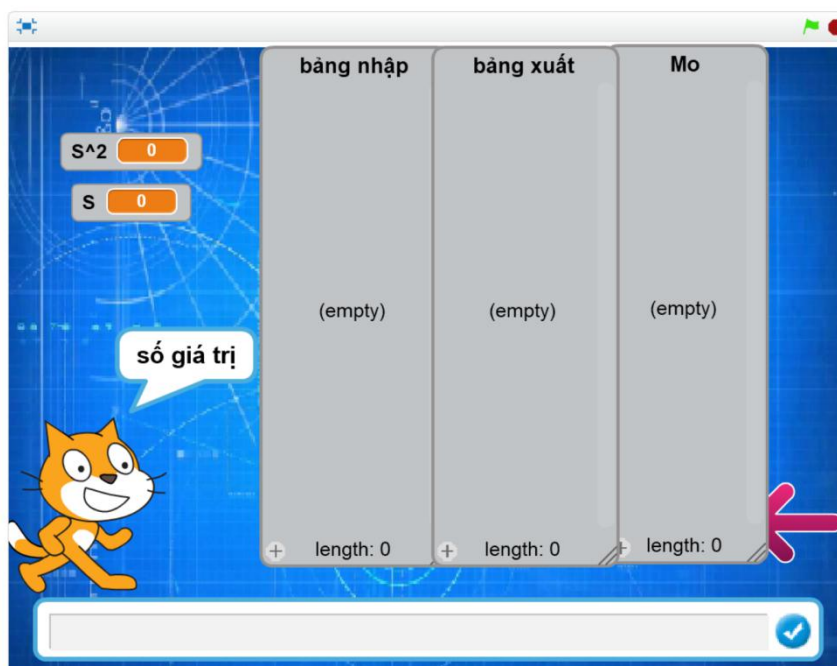 bảng nhập
bảng xuất
Mo
S^2 0
S 0
(empty)
(empty)
(empty)
số giá trị
+ length: 0
+ length: 0
+ length: 0